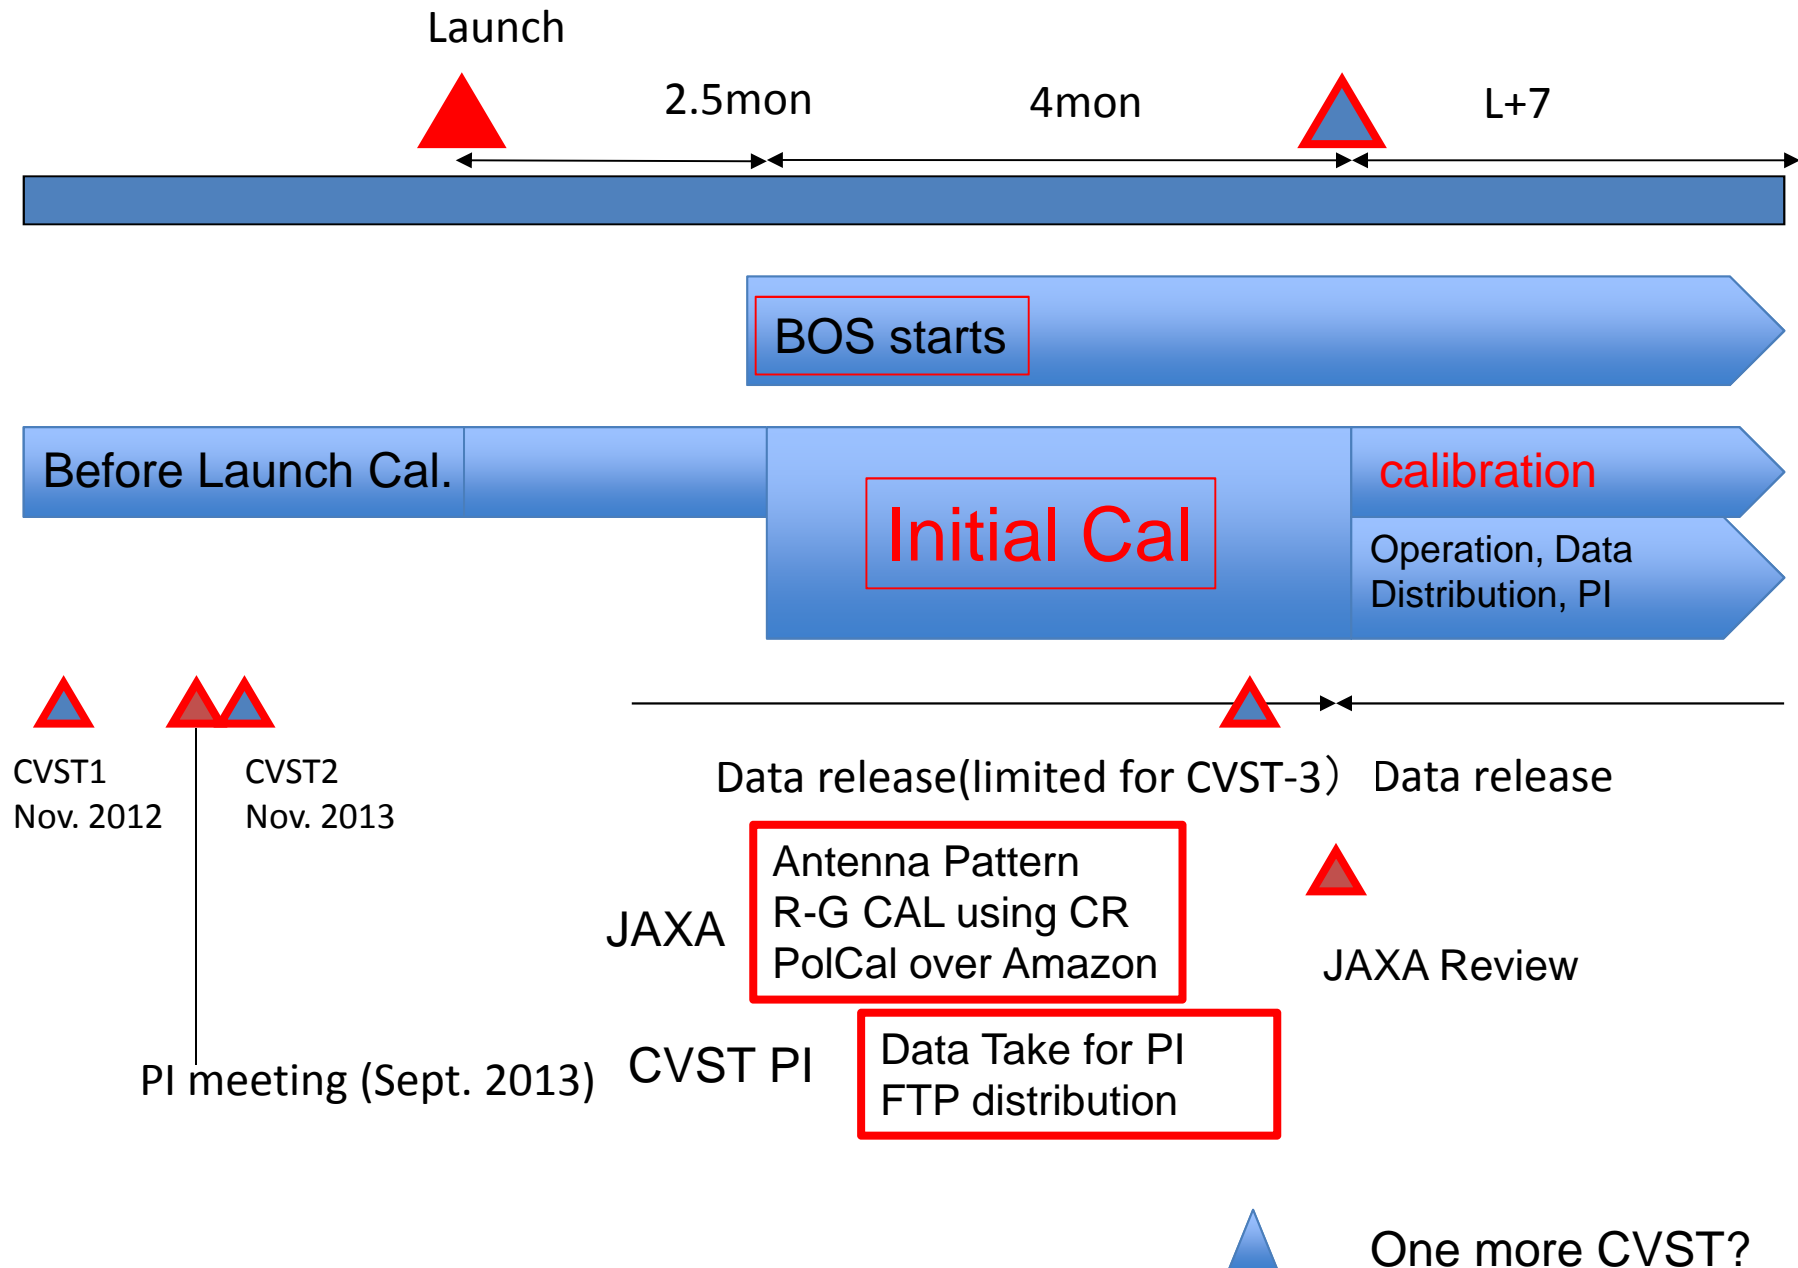 Launch
2.5mon
4mon
L+7
BOS starts
Before Launch Cal.
Initial Cal
calibration
Operation, Data
Distribution, PI
CVST1
Nov. 2012
CVST2
Nov. 2013
Data release(limited for CVST-3）
Data release
JAXA
Antenna Pattern
R-G CAL using CR
PolCal over Amazon
JAXA Review
PI meeting (Sept. 2013)
CVST PI
Data Take for PI
FTP distribution
One more CVST?